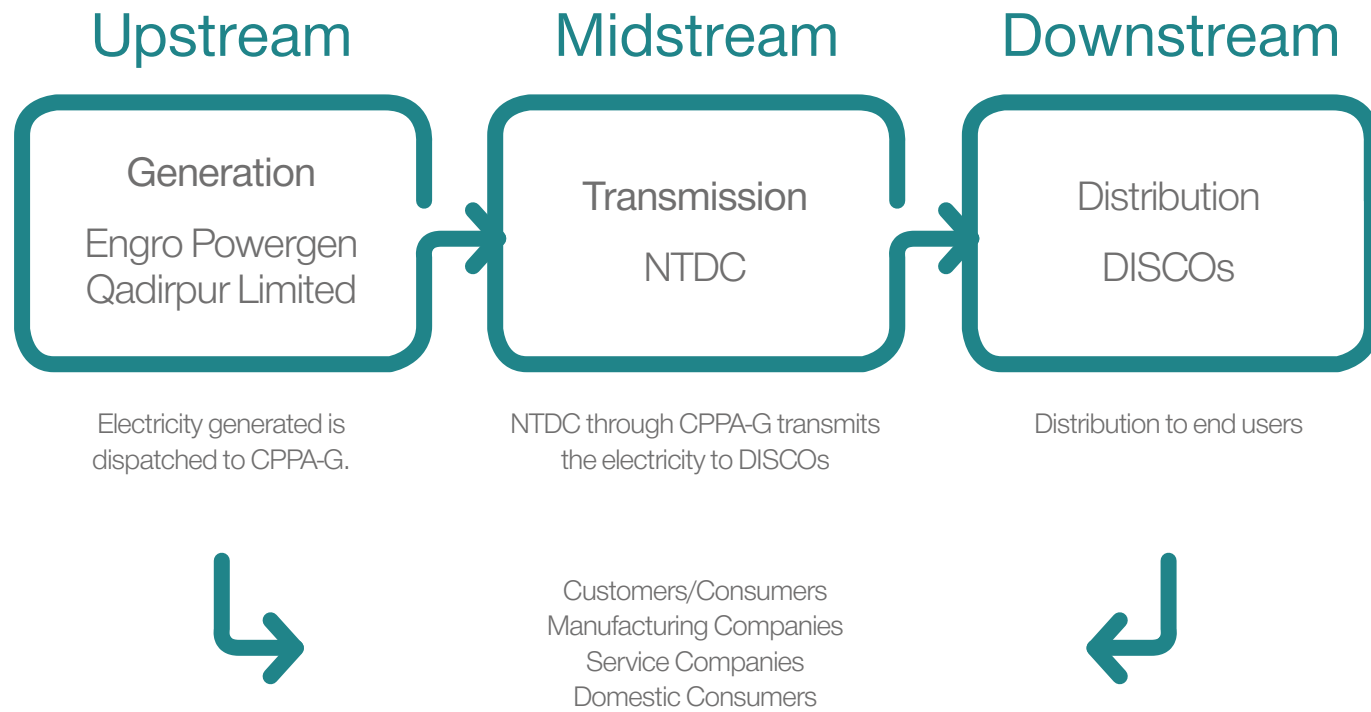 Upstream
Midstream
Downstream
Generation
Engro Powergen
Qadirpur Limited
Transmission
NTDC
Distribution
DISCOs
Electricity generated is
dispatched to CPPA-G.
NTDC through CPPA-G transmits
the electricity to DISCOs
Distribution to end users
Customers/Consumers
Manufacturing Companies
Service Companies
Domestic Consumers